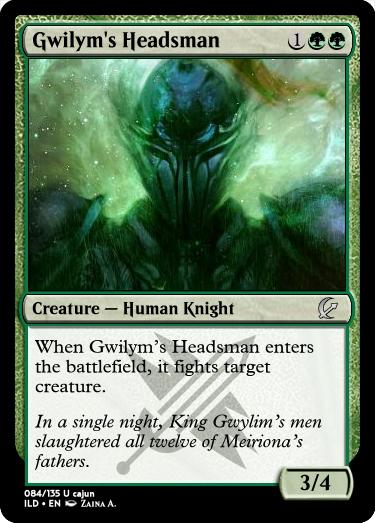 Gwilym's Headsman 1
Creature — Human Knight
When Gwilym's Headsman enters
the battlefield, it fights target
creature.
In a single night, King Gwylim's men
slaughtered all twelve of Meiriona's
fathers.
3/4
084/135 U cajun
ILD • EN Zaina A.